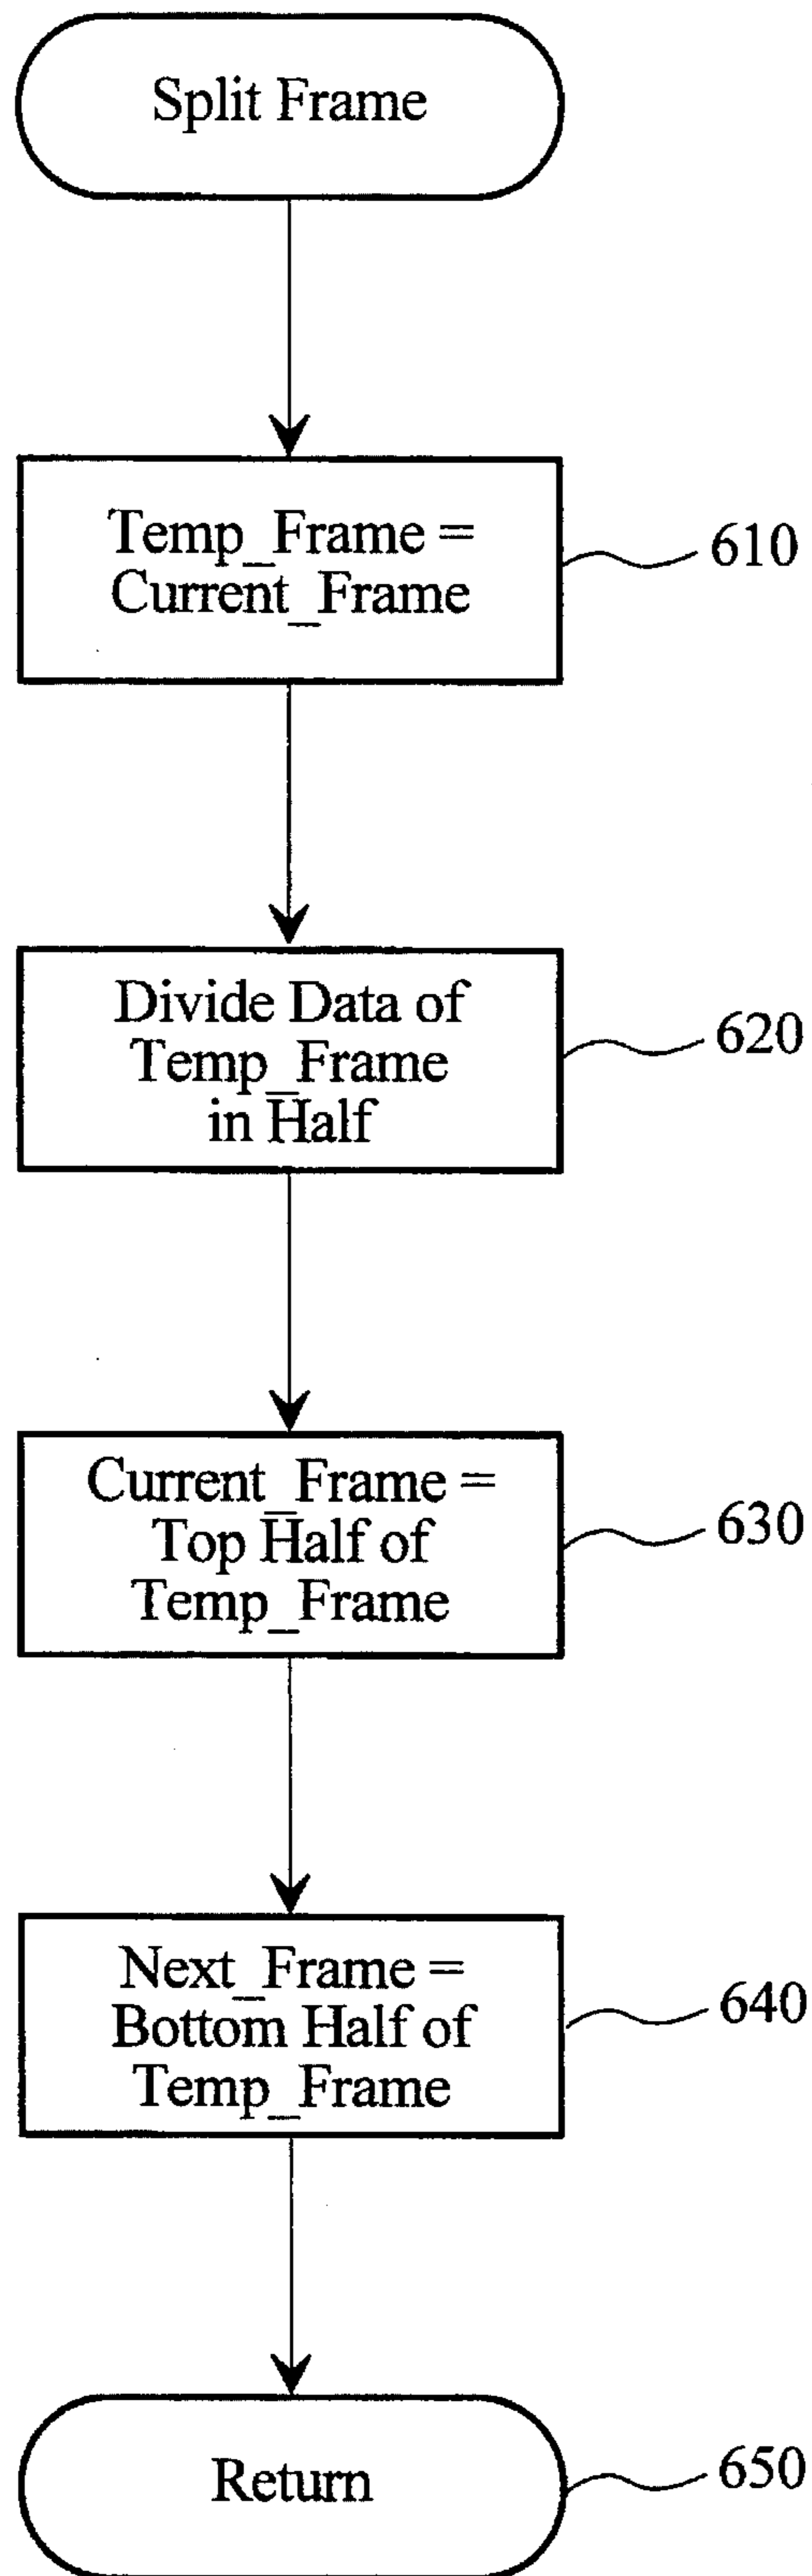 Split Frame
Temp_Frame =
Current_Frame
610
Divide Data of
Temp_Frame
in Half
620
Current_Frame =
Top Half of
Temp_Frame
630
Next_Frame =
Bottom Half of
Temp_Frame
640
Return
650